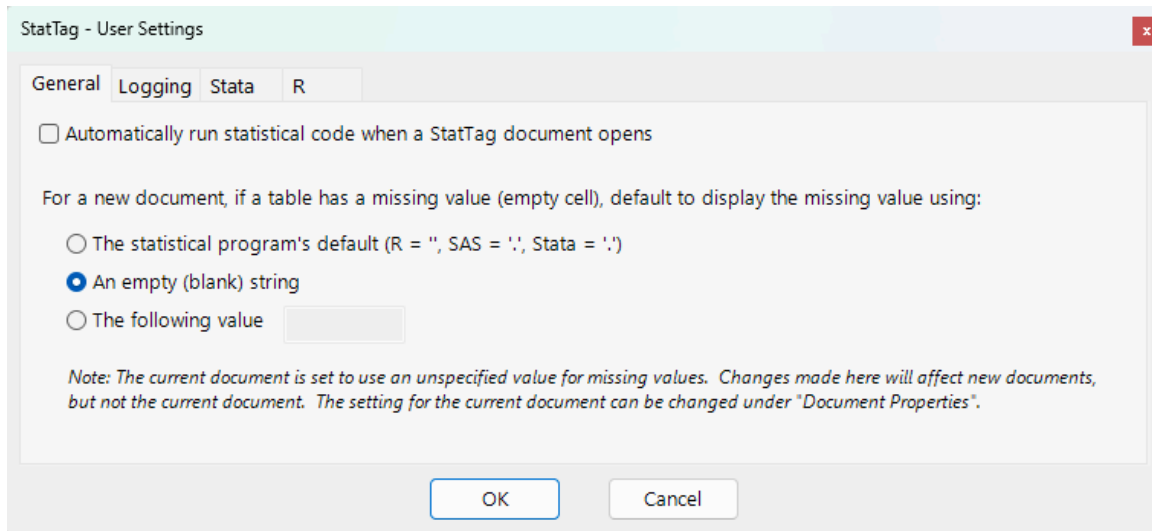 StatTag - User Settings
x
General Logging Stata R
Automatically run statistical code when a StatTag document opens
For a new document, if a table has a missing value (empty cell), default to display the missing value using:
The statistical program's default (R = '', SAS = '.', Stata = '.')
An empty (blank) string
The following value
Note: The current document is set to use an unspecified value for missing values. Changes made here will affect new documents,
but not the current document. The setting for the current document can be changed under "Document Properties".
OK Cancel